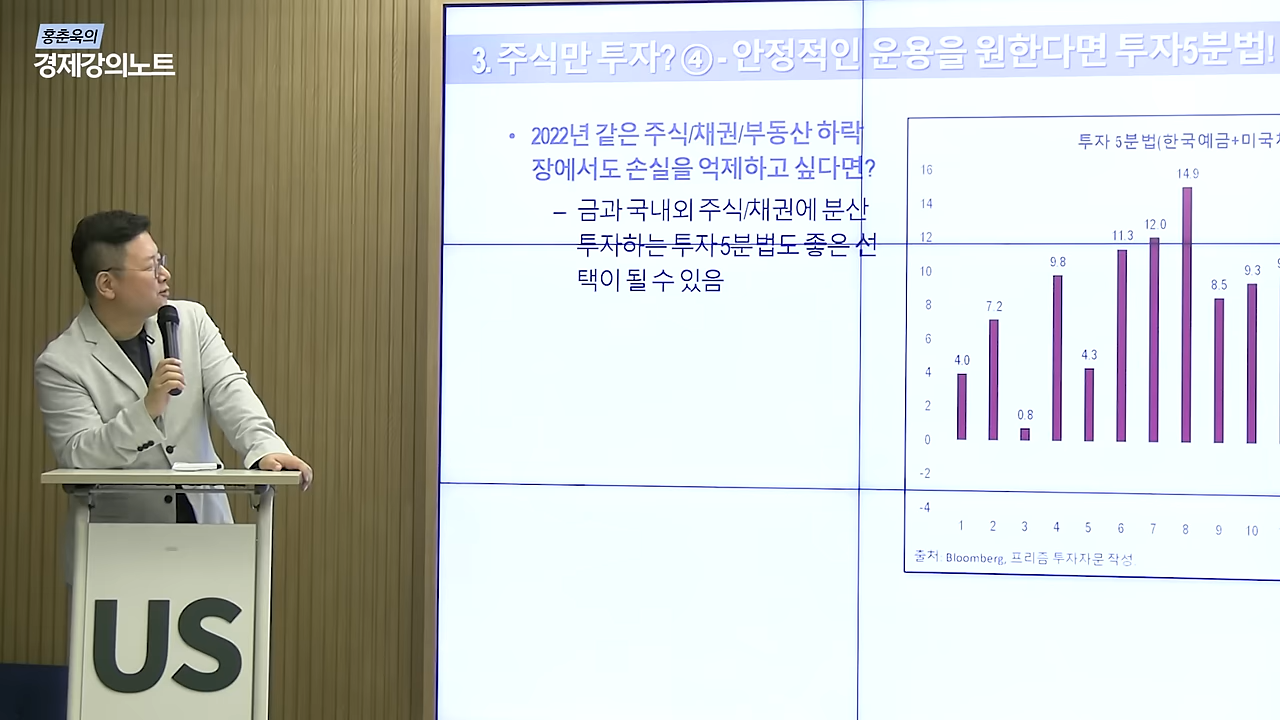 홍춘욱의
경제강의노트
3. 주식만 투자? ④ - 안정적인 운용을 원한다면 투자5분법!
• 2022년 같은 주식/채권/부동산 하락
장에서도 손실을 억제하고 싶다면?
– 금과 국내외 주식/채권에 분산
투자하는 투자5분법도 좋은 선
택이 될 수 있음
투자 5분법(한국예금+미국
16
14
12
10
8
6
4
2
0
-2
-4
4.0
7.2
0.8
9.8
4.3
11.3
12.0
14.9
8.5
9.3
1 2 3 4 5 6 7 8 9 10
출처: Bloomberg, 프리즘 투자자문 작성
US